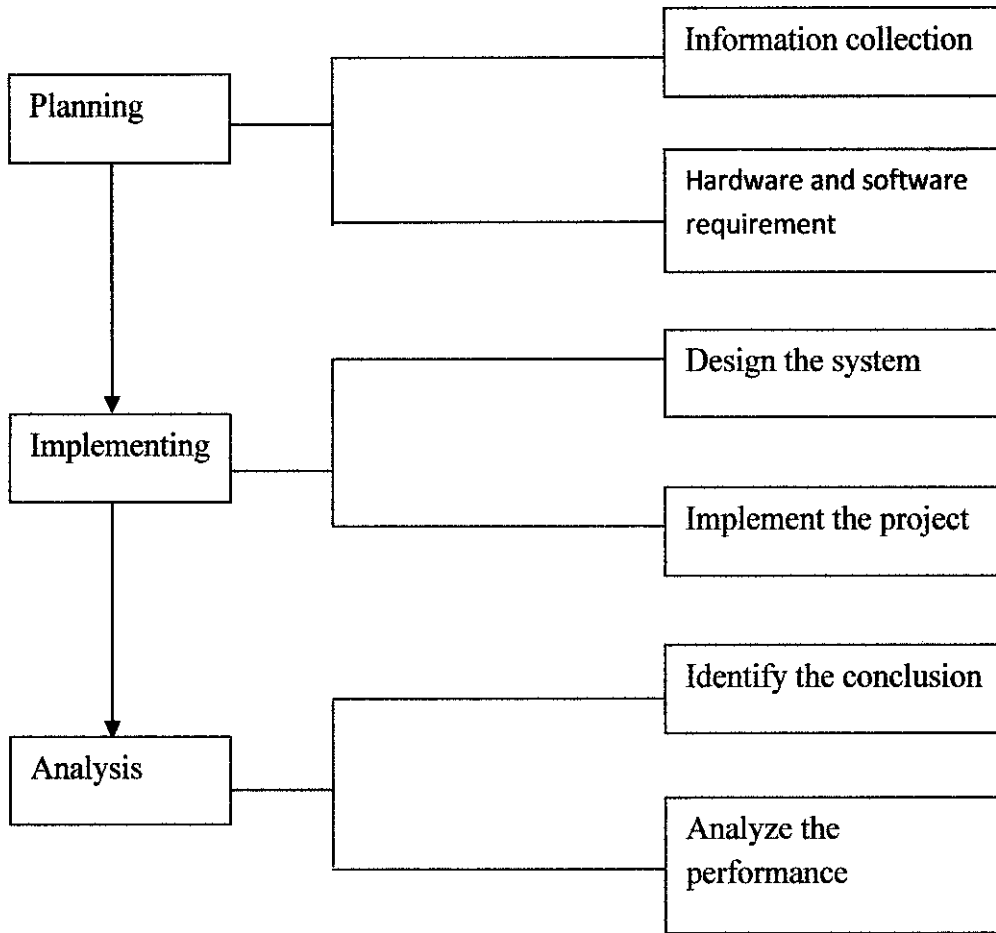 Information collection
Planning
Hardware and software
requirement
Design the system
Implementing
Implement the project
Identify the conclusion
Analysis
Analyze the
performance